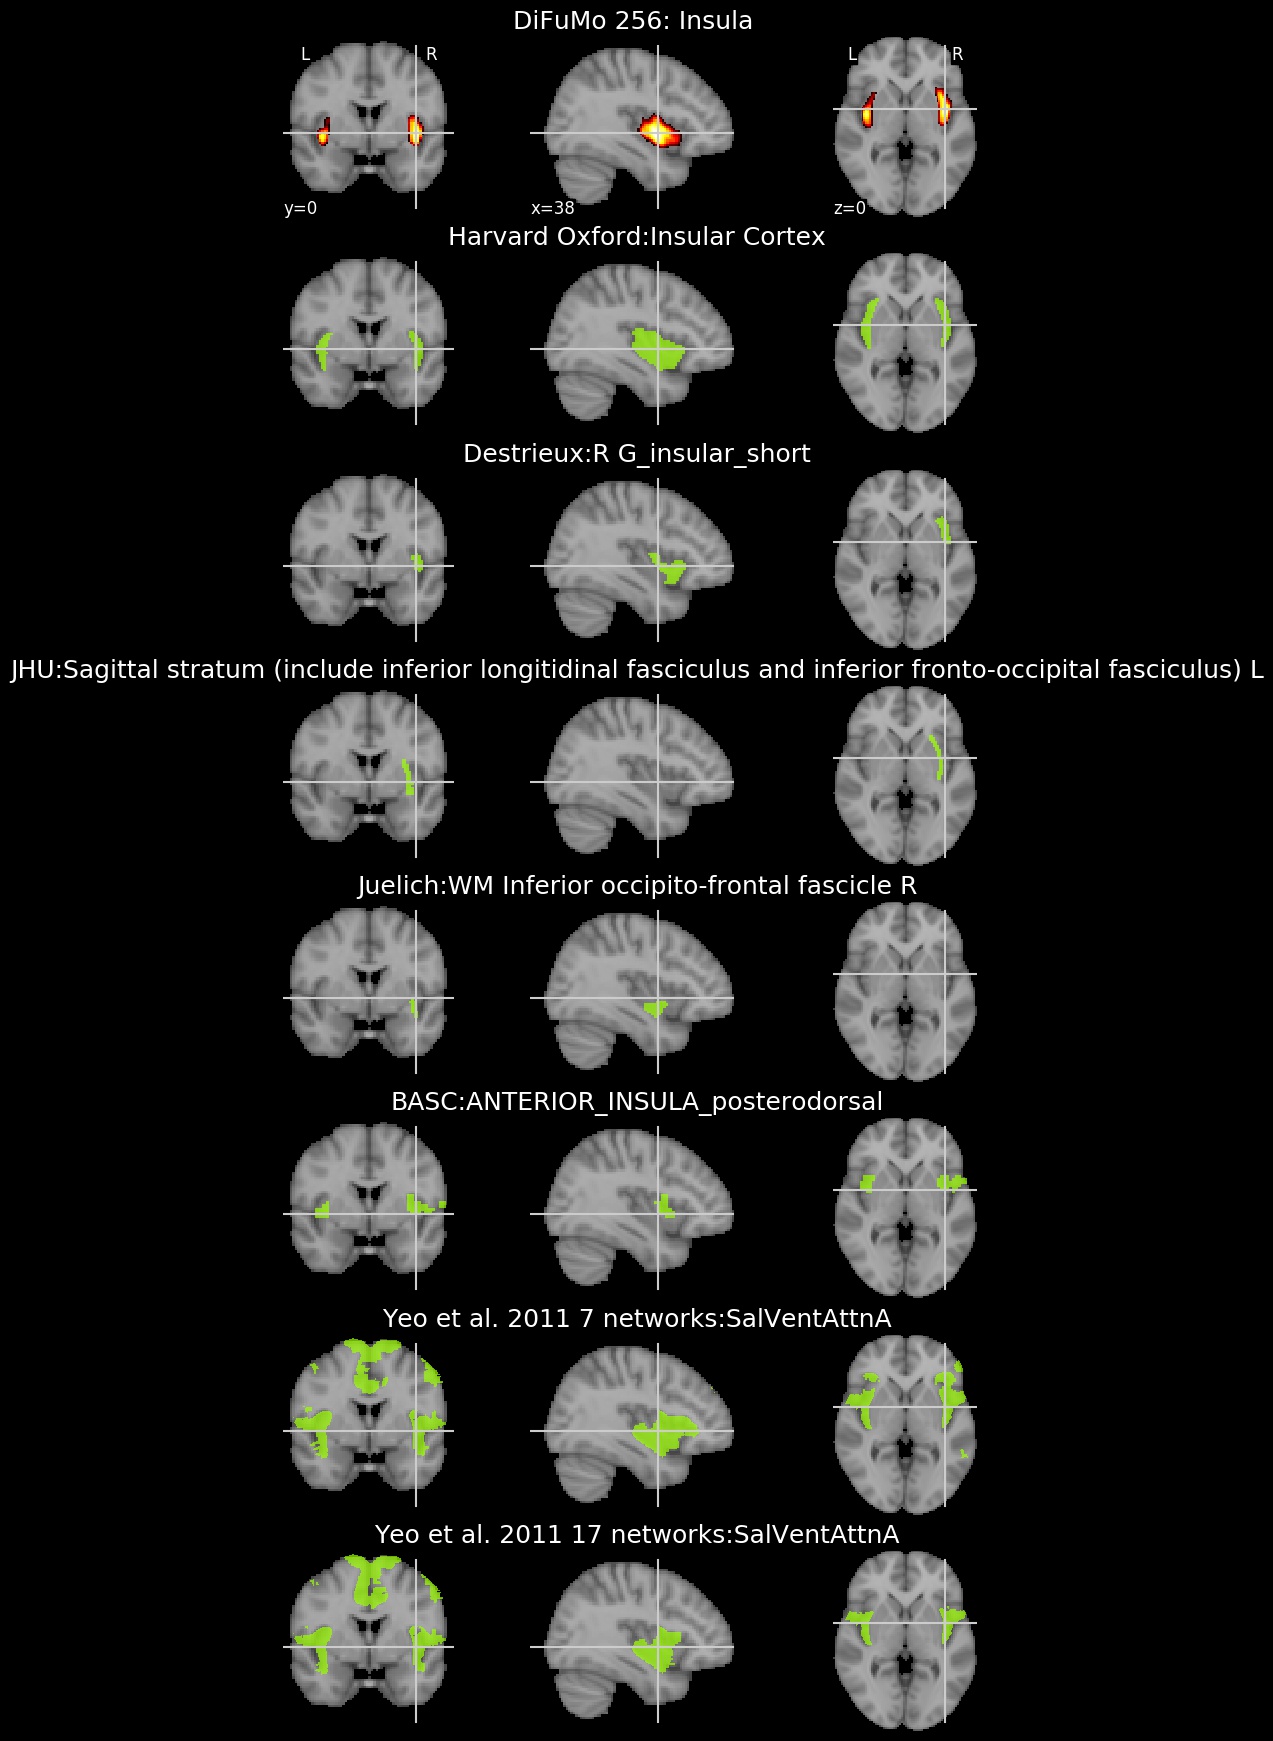 DiFuMo 256: Insula
L R L R
y=0 x=38 z=0
Harvard Oxford:Insular Cortex
Destrieux:R G_insular_short
JHU:Sagittal stratum (include inferior longitidinal fasciculus and inferior fronto-occipital fasciculus) L
Juelich:WM Inferior occipito-frontal fascicle R
BASC:ANTERIOR_INSULA_posterodorsal
Yeo et al. 2011 7 networks:SalVentAttnA
Yeo et al. 2011 17 networks:SalVentAttnA